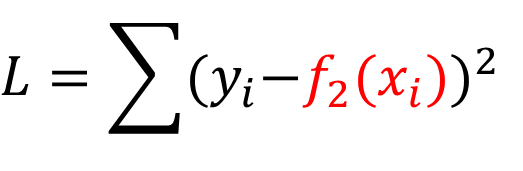 L = ∑(yᵢ−f₂(xᵢ))²